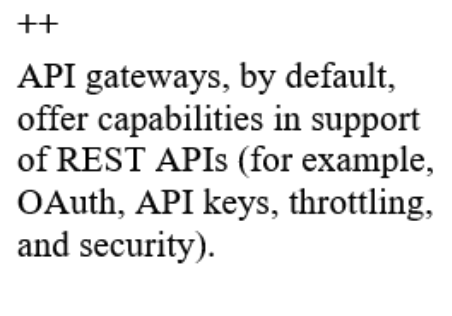 ++
API gateways, by default,
offer capabilities in support
of REST APIs (for example,
OAuth, API keys, throttling,
and security).